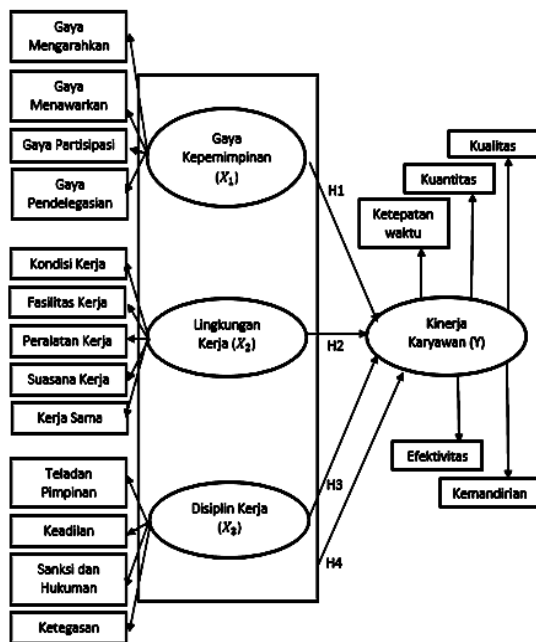 Gaya
Mengarahkan
Gaya
Menawarkan
Gaya Partisipasi
Gaya
Pendelegasian
Kondisi Kerja
Fasilitas Kerja
Peralatan Kerja
Suasana Kerja
Kerja Sama
Teladan
Pimpinan
Keadilan
Sanksi dan
Hukuman
Ketegasan
Gaya
Kepemimpinan
(X₁)
Lingkungan
Kerja (X₂)
Disiplin Kerja
(X₃)
H1
H2
H3
H4
Ketepatan
waktu
Kuantitas
Kualitas
Kinerja
Karyawan (Y)
Efektivitas
Kemandirian